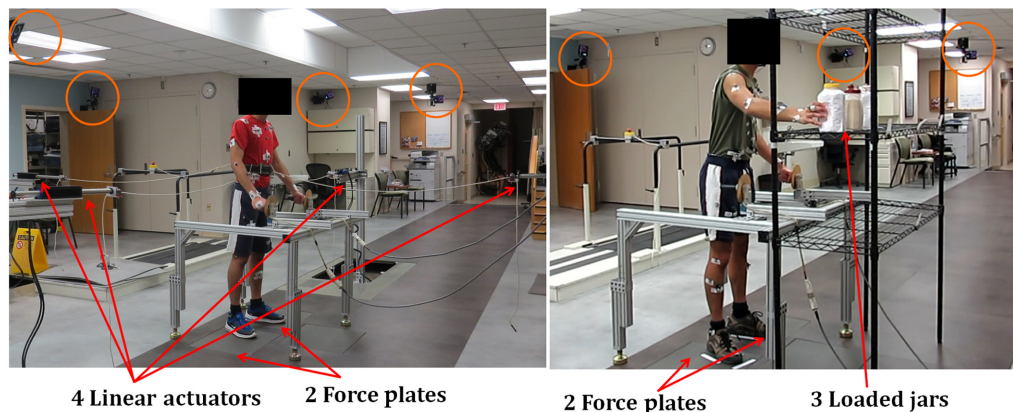 4 Linear actuators
2 Force plates
2 Force plates
3 Loaded jars